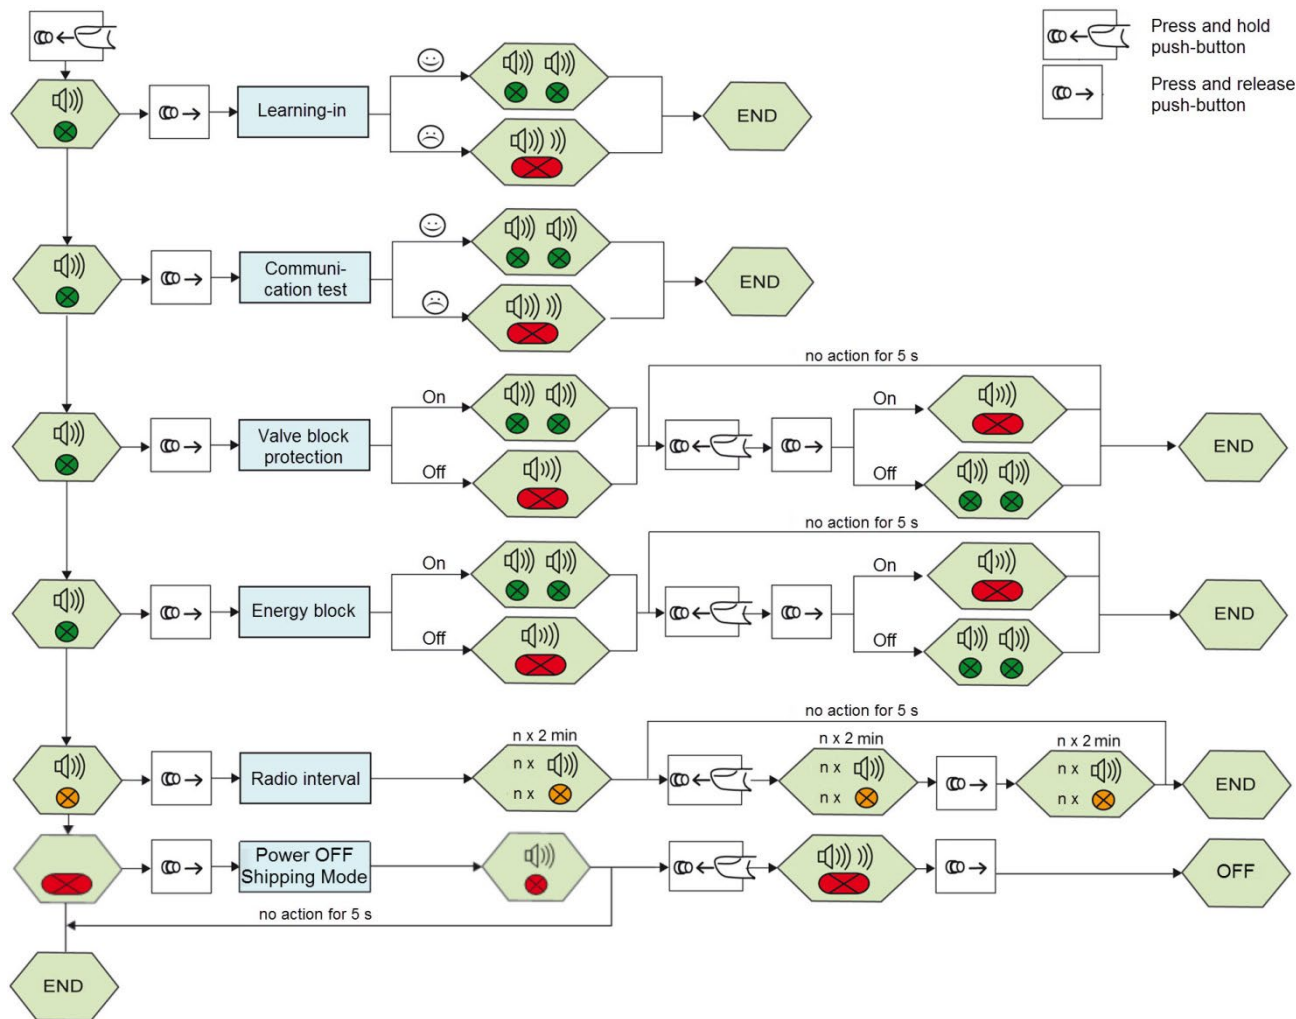 Press and hold
push-button
Press and release
push-button
Learning-in
END
Communi-
cation test
END
no action for 5 s
Valve block
protection
On
Off
On
Off
END
no action for 5 s
Energy block
On
Off
On
Off
END
no action for 5 s
Radio interval
n x 2 min
n x
n x
n x 2 min
n x
n x
n x 2 min
n x
n x
END
Power OFF
Shipping Mode
OFF
no action for 5 s
END